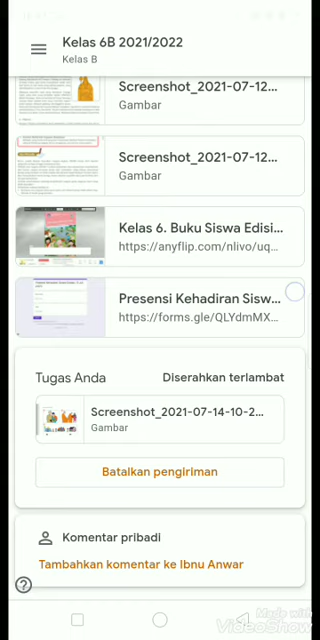 Kelas 6B 2021/2022
Kelas B
Screenshot_2021-07-12...
Gambar
Screenshot_2021-07-12...
Gambar
Kelas 6. Buku Siswa Edisi...
https://anyflip.com/nlivo/uq...
Presensi Kehadiran Sisw...
https://forms.gle/QLYdmMX...
Tugas Anda
Diserahkan terlambat
Screenshot_2021-07-14-10-2...
Gambar
Batalkan pengiriman
Komentar pribadi
Tambahkan komentar ke Ibnu Anwar
Made with
VideoShow